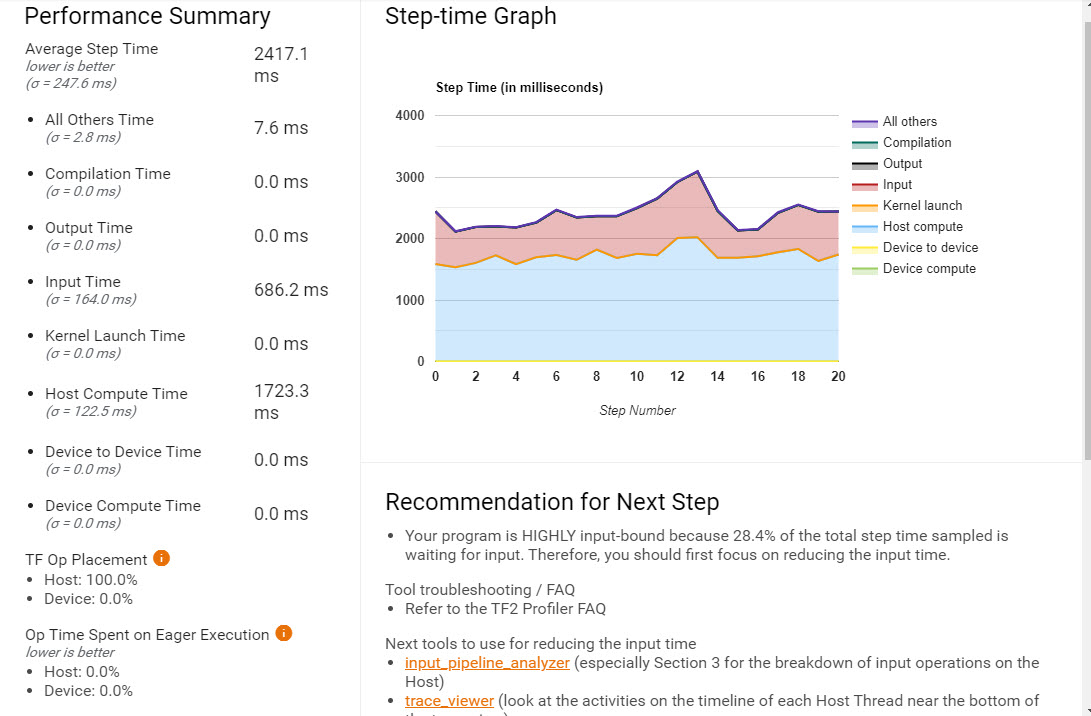 Performance Summary
Average Step Time
lower is better
(σ = 247.6 ms)
2417.1
ms
• All Others Time
(σ = 2.8 ms)
7.6 ms
• Compilation Time
(σ = 0.0 ms)
0.0 ms
• Output Time
(σ = 0.0 ms)
0.0 ms
• Input Time
(σ = 164.0 ms)
686.2 ms
• Kernel Launch Time
(σ = 0.0 ms)
0.0 ms
• Host Compute Time
(σ = 122.5 ms)
1723.3
ms
• Device to Device Time
(σ = 0.0 ms)
0.0 ms
• Device Compute Time
(σ = 0.0 ms)
0.0 ms
TF Op Placement
• Host: 100.0%
• Device: 0.0%
Op Time Spent on Eager Execution
lower is better
• Host: 0.0%
• Device: 0.0%
Step-time Graph
Step Time (in milliseconds)
4000
3000
2000
1000
0
0 2 4 6 8 10 12 14 16 18 20
Step Number
All others
Compilation
Output
Input
Kernel launch
Host compute
Device to device
Device compute
Recommendation for Next Step
• Your program is HIGHLY input-bound because 28.4% of the total step time sampled is
waiting for input. Therefore, you should first focus on reducing the input time.
Tool troubleshooting / FAQ
• Refer to the TF2 Profiler FAQ
Next tools to use for reducing the input time
• input_pipeline_analyzer (especially Section 3 for the breakdown of input operations on the
Host)
• trace_viewer (look at the activities on the timeline of each Host Thread near the bottom of